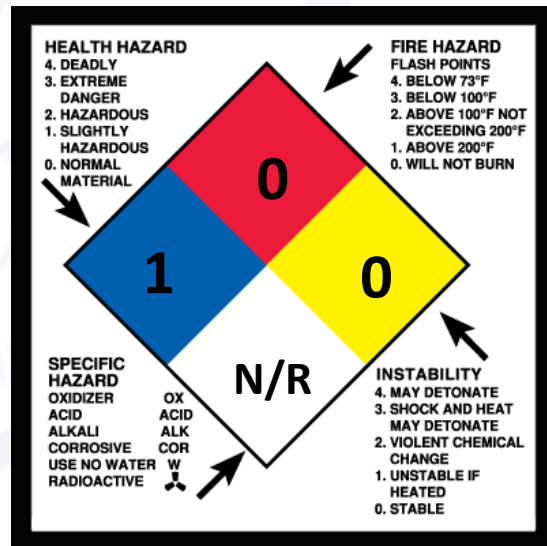 HEALTH HAZARD
4. DEADLY
3. EXTREME
DANGER
2. HAZARDOUS
1. SLIGHTLY
HAZARDOUS
0. NORMAL
MATERIAL
FIRE HAZARD
FLASH POINTS
4. BELOW 73°F
3. BELOW 100°F
2. ABOVE 100°F NOT
EXCEEDING 200°F
1. ABOVE 200°F
0. WILL NOT BURN
0
1
0
N/R
SPECIFIC
HAZARD
OXIDIZER OX
ACID ACID
ALKALI ALK
CORROSIVE COR
USE NO WATER W
RADIOACTIVE
INSTABILITY
4. MAY DETONATE
3. SHOCK AND HEAT
MAY DETONATE
2. VIOLENT CHEMICAL
CHANGE
1. UNSTABLE IF
HEATED
0. STABLE